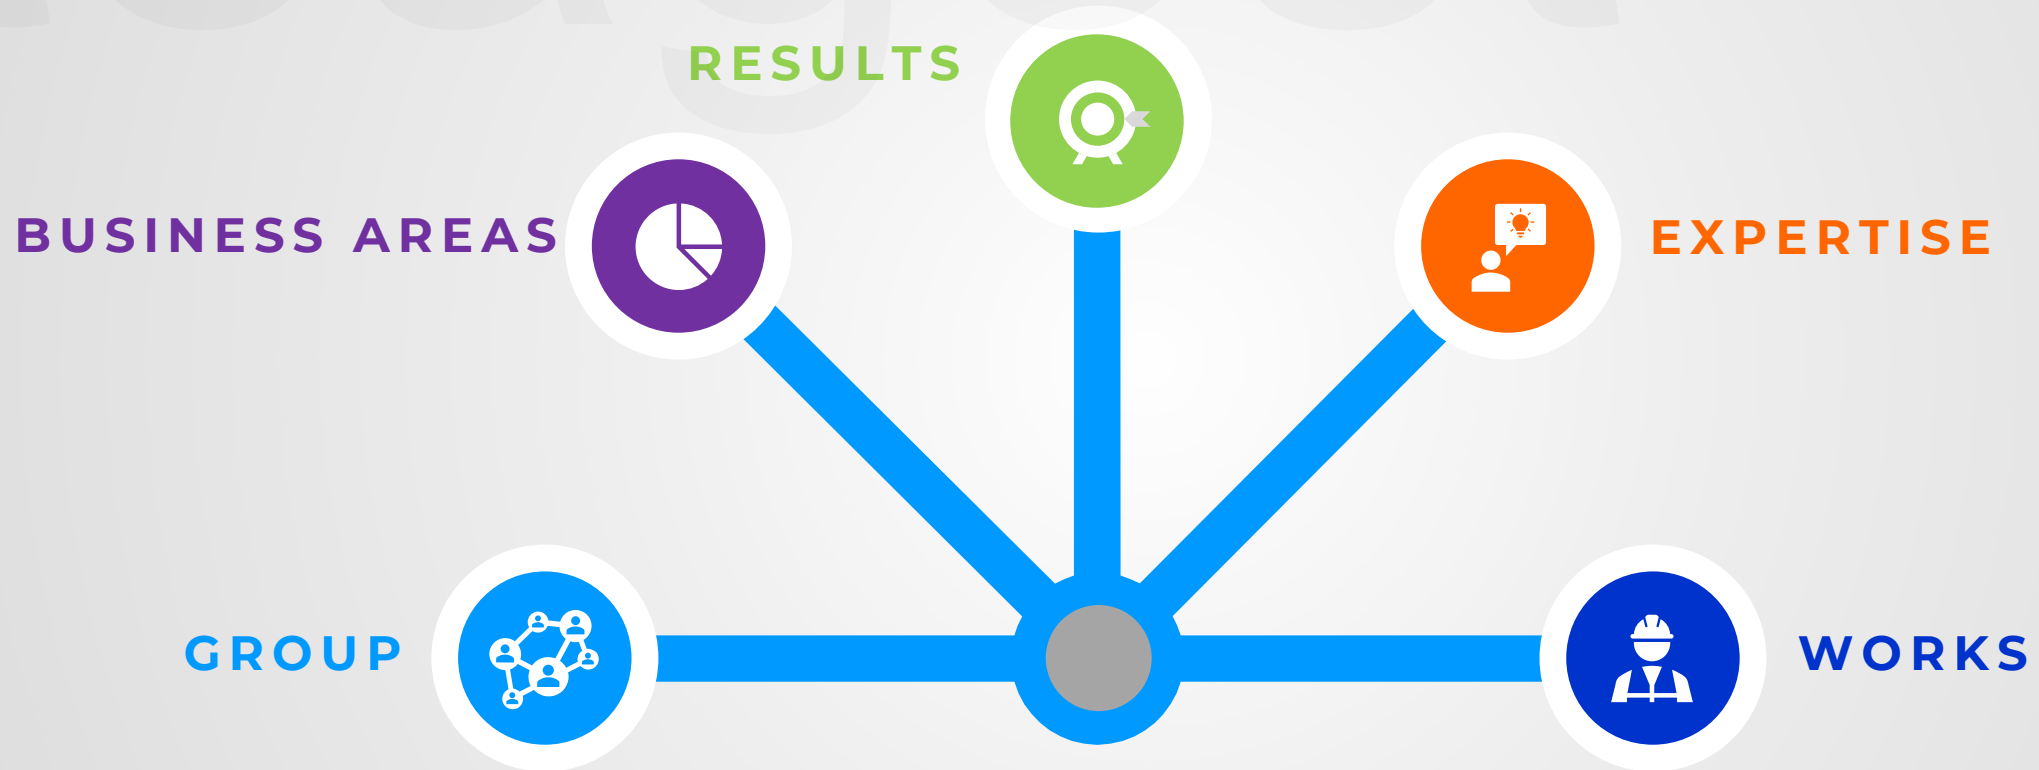 RESULTS
BUSINESS AREAS
EXPERTISE
GROUP
WORKS